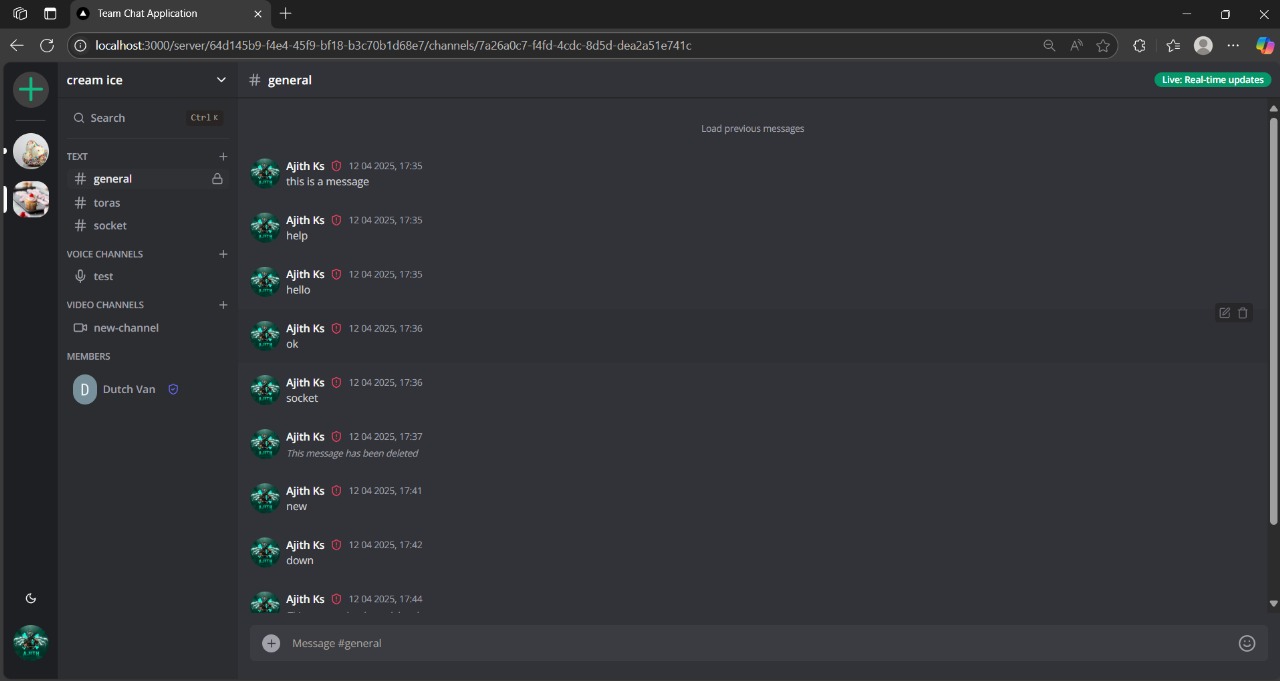 Team Chat Application
localhost:3000/server/64d145b9-f4e4-45f9-bf18-b3c70b1d68e7/channels/7a26a0c7-f4fd-4cdc-8d5d-dea2a51e741c
cream ice
# general
Live: Real-time updates
Search
Ctrl K
TEXT
# general
# toras
# socket
VOICE CHANNELS
test
VIDEO CHANNELS
new-channel
MEMBERS
D
Dutch Van
Load previous messages
Ajith Ks 12 04 2025, 17:35
this is a message
Ajith Ks 12 04 2025, 17:35
help
Ajith Ks 12 04 2025, 17:35
hello
Ajith Ks 12 04 2025, 17:36
ok
Ajith Ks 12 04 2025, 17:36
socket
Ajith Ks 12 04 2025, 17:37
This message has been deleted
Ajith Ks 12 04 2025, 17:41
new
Ajith Ks 12 04 2025, 17:42
down
Ajith Ks 12 04 2025, 17:44
Message #general